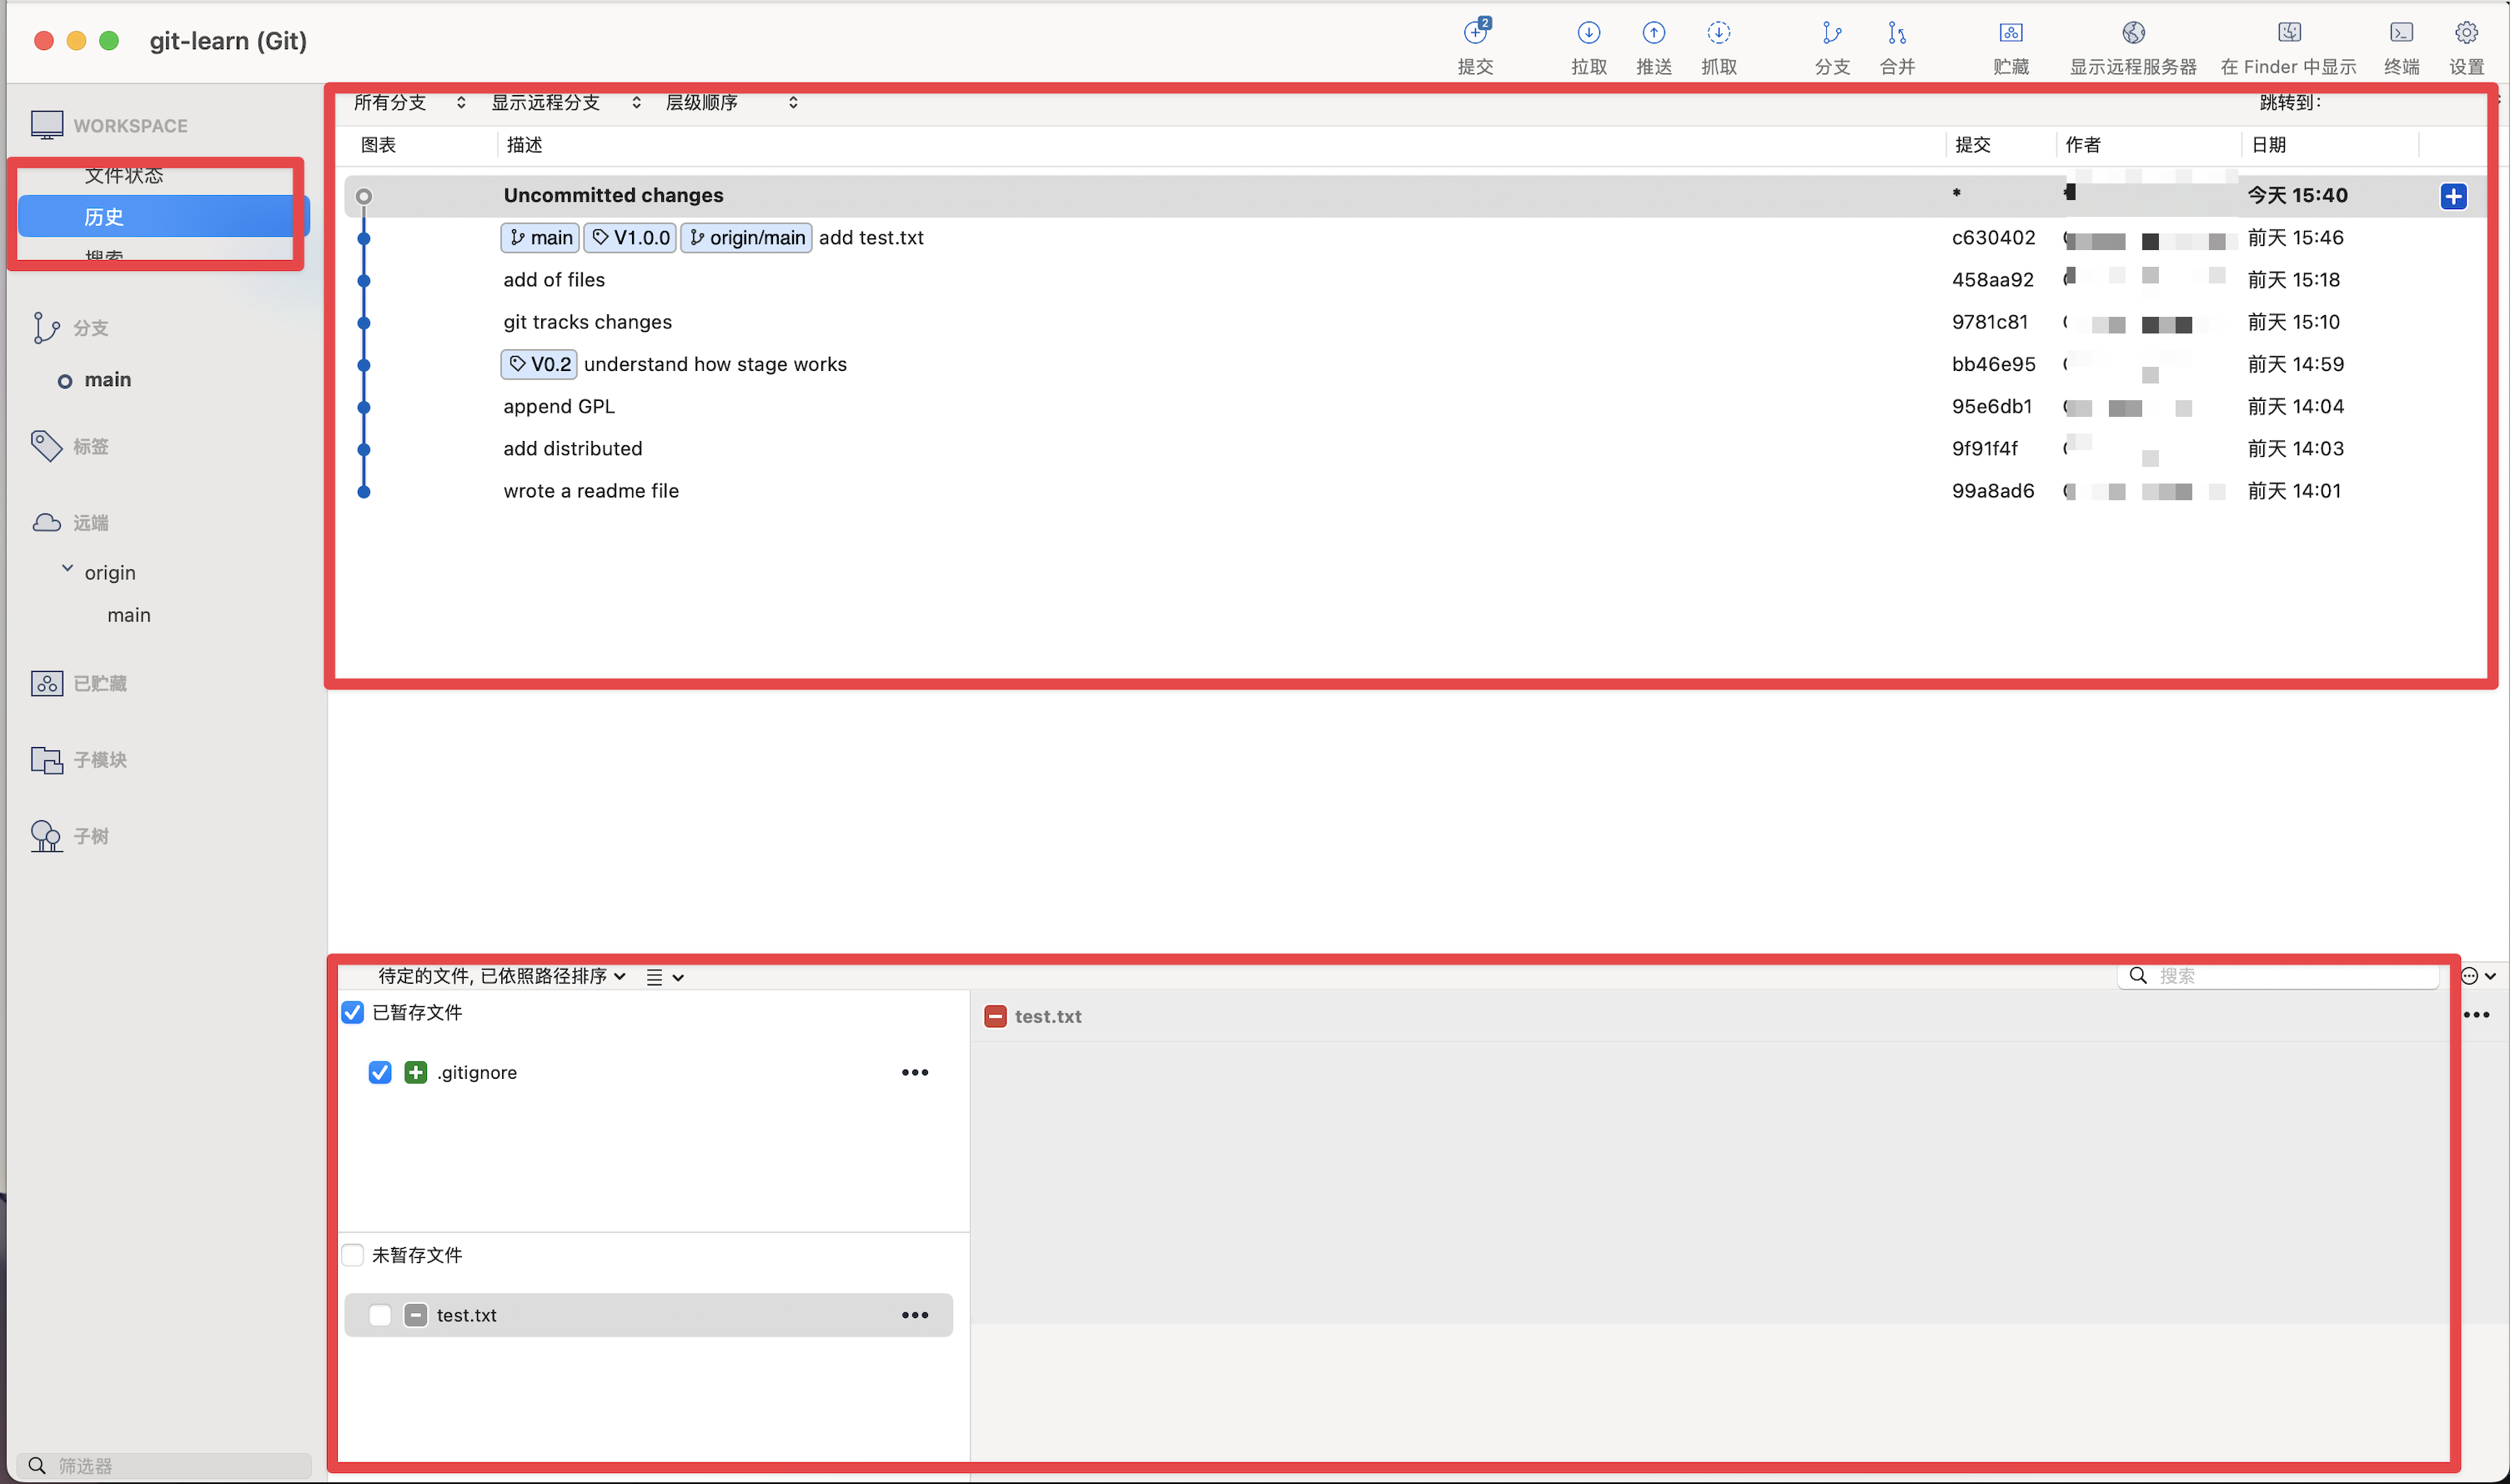 git-learn (Git)
2
提交 拉取 推送 抓取 分支 合并 贮藏 显示远程服务器 在 Finder 中显示 终端 设置
WORKSPACE
文件状态
历史
搜索
分支
main
标签
远端
origin
main
已贮藏
子模块
子树
筛选器
所有分支 显示远程分支 层级顺序 跳转到:
图表 描述 提交 作者 日期
Uncommitted changes * * 今天 15:40
main V1.0.0 origin/main add test.txt c630402 前天 15:46
add of files 458aa92 前天 15:18
git tracks changes 9781c81 前天 15:10
V0.2 understand how stage works bb46e95 前天 14:59
append GPL 95e6db1 前天 14:04
add distributed 9f91f4f 前天 14:03
wrote a readme file 99a8ad6 前天 14:01
待定的文件, 已依照路径排序 搜索
已暂存文件
.gitignore
未暂存文件
test.txt
test.txt